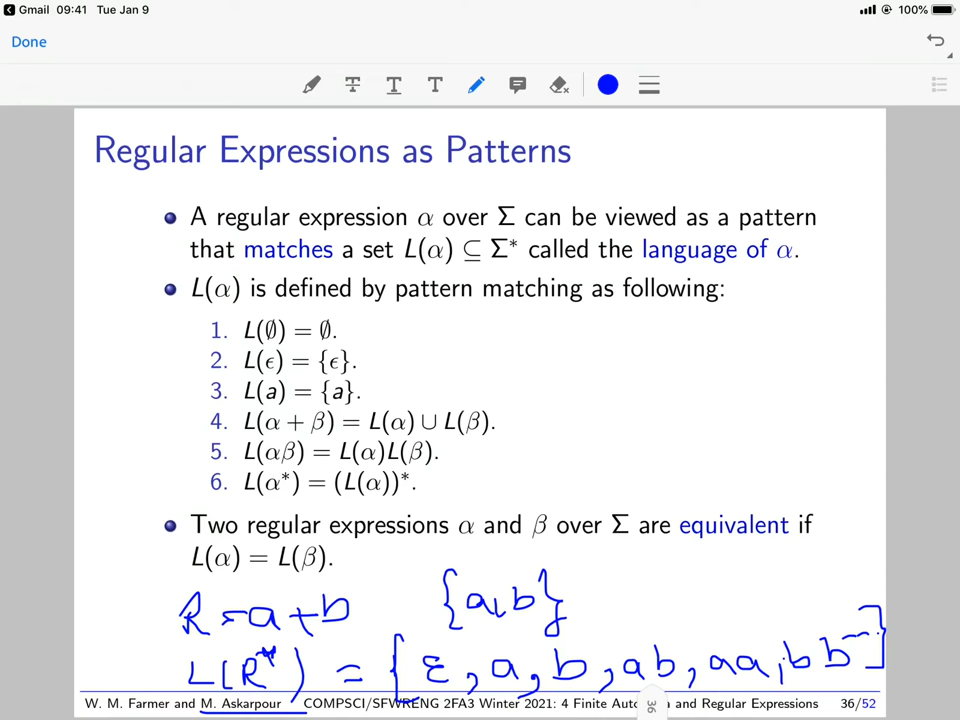 Gmail 09:41 Tue Jan 9 100%
Done
Regular Expressions as Patterns
A regular expression α over Σ can be viewed as a pattern
that matches a set L(α) ⊆ Σ* called the language of α.
L(α) is defined by pattern matching as following:
1. L(∅) = ∅.
2. L(ϵ) = {ϵ}.
3. L(a) = {a}.
4. L(α + β) = L(α) ∪ L(β).
5. L(αβ) = L(α)L(β).
6. L(α*) = (L(α))*.
Two regular expressions α and β over Σ are equivalent if
L(α) = L(β).
R = a + b {a,b}
L(R*) = {ε, a, b, ab, aa, bb ---}
W. M. Farmer and M. Askarpour COMPSCI/SFWRENG 2FA3 Winter 2021: 4 Finite Auto and Regular Expressions 36/52
36